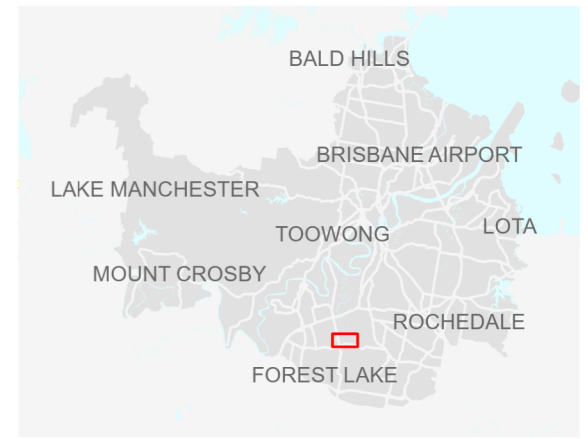 BALD HILLS
BRISBANE AIRPORT
LAKE MANCHESTER
LOTA
TOOWONG
MOUNT CROSBY
ROCHEDALE
FOREST LAKE